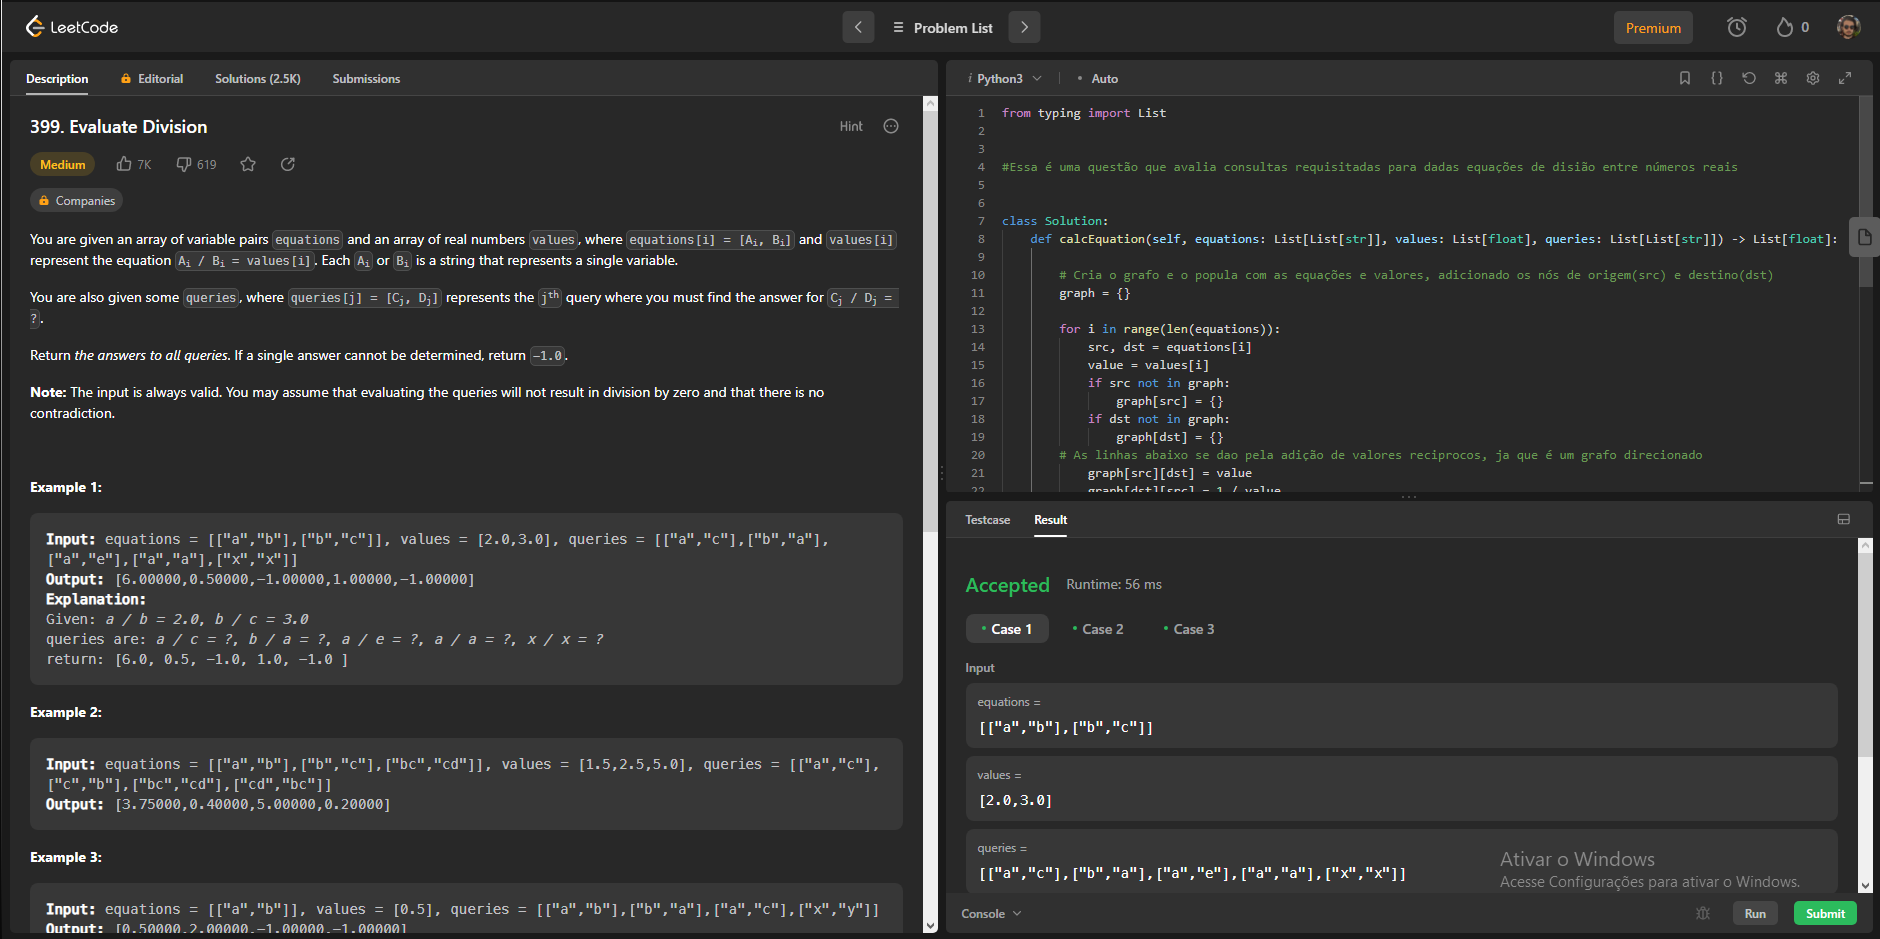 LeetCode
Problem List
Premium
0
Description
Editorial
Solutions (2.5K)
Submissions
399. Evaluate Division
Hint
Medium
7K
619
Companies
You are given an array of variable pairs equations and an array of real numbers values, where equations[i] = [Ai, Bi] and values[i]
represent the equation Ai / Bi = values[i]. Each Ai or Bi is a string that represents a single variable.
You are also given some queries, where queries[j] = [Cj, Dj] represents the jth query where you must find the answer for Cj / Dj =
?.
Return the answers to all queries. If a single answer cannot be determined, return -1.0.
Note: The input is always valid. You may assume that evaluating the queries will not result in division by zero and that there is no
contradiction.
Example 1:
Input: equations = [["a","b"],["b","c"]], values = [2.0,3.0], queries = [["a","c"],["b","a"],
["a","e"],["a","a"],["x","x"]]
Output: [6.00000,0.50000,-1.00000,1.00000,-1.00000]
Explanation:
Given: a / b = 2.0, b / c = 3.0
queries are: a / c = ?, b / a = ?, a / e = ?, a / a = ?, x / x = ?
return: [6.0, 0.5, -1.0, 1.0, -1.0 ]
Example 2:
Input: equations = [["a","b"],["b","c"],["bc","cd"]], values = [1.5,2.5,5.0], queries = [["a","c"],
["c","b"],["bc","cd"],["cd","bc"]]
Output: [3.75000,0.40000,5.00000,0.20000]
Example 3:
Input: equations = [["a","b"]], values = [0.5], queries = [["a","b"],["b","a"],["a","c"],["x","y"]]
Output: [0.50000,2.00000,-1.00000,-1.00000]
i Python3
• Auto
1 from typing import List
2
3
4 #Essa é uma questão que avalia consultas requisitadas para dadas equações de disião entre números reais
5
6
7 class Solution:
8 def calcEquation(self, equations: List[List[str]], values: List[float], queries: List[List[str]]) -> List[float]:
9
10 # Cria o grafo e o popula com as equações e valores, adicionado os nós de origem(src) e destino(dst)
11 graph = {}
12
13 for i in range(len(equations)):
14 src, dst = equations[i]
15 value = values[i]
16 if src not in graph:
17 graph[src] = {}
18 if dst not in graph:
19 graph[dst] = {}
20 # As linhas abaixo se dao pela adição de valores reciprocos, ja que é um grafo direcionado
21 graph[src][dst] = value
22 graph[dst][src] = 1 / value
Testcase
Result
Accepted
Runtime: 56 ms
• Case 1
• Case 2
• Case 3
Input
equations =
[["a","b"],["b","c"]]
values =
[2.0,3.0]
queries =
[["a","c"],["b","a"],["a","e"],["a","a"],["x","x"]]
Ativar o Windows
Acesse Configurações para ativar o Windows.
Console
Run
Submit